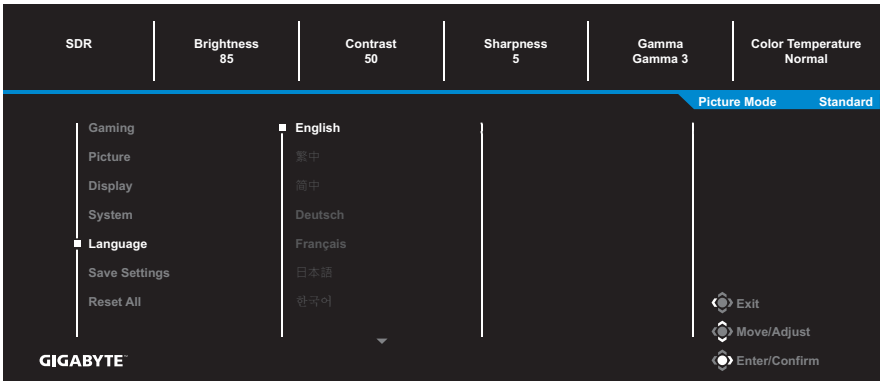 SDR
Brightness
85
Contrast
50
Sharpness
5
Gamma
Gamma 3
Color Temperature
Normal
Picture Mode Standard
Gaming
Picture
Display
System
Language
Save Settings
Reset All
English
繁中
简中
Deutsch
Français
日本語
한국어
Exit
Move/Adjust
Enter/Confirm
GIGABYTE™